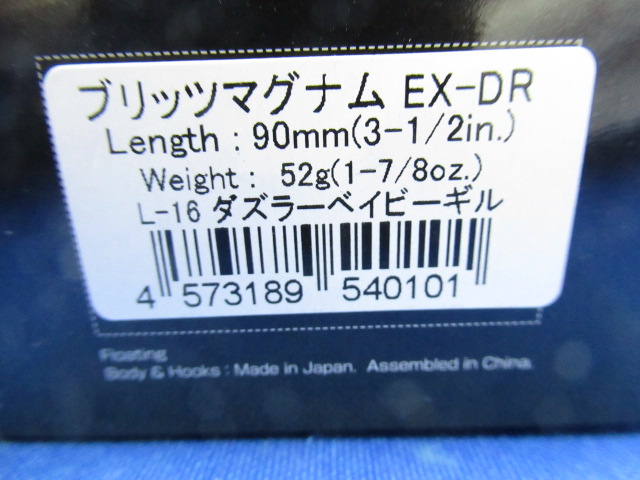 ブリッツマグナム EX-DR
Length : 90mm(3-1/2in.)
Weight : 52g(1-7/8oz.)
L-16 ダズラーベイビーギル
4 573189 540101
Floating
Body & Hooks : Made in Japan. Assembled in China.